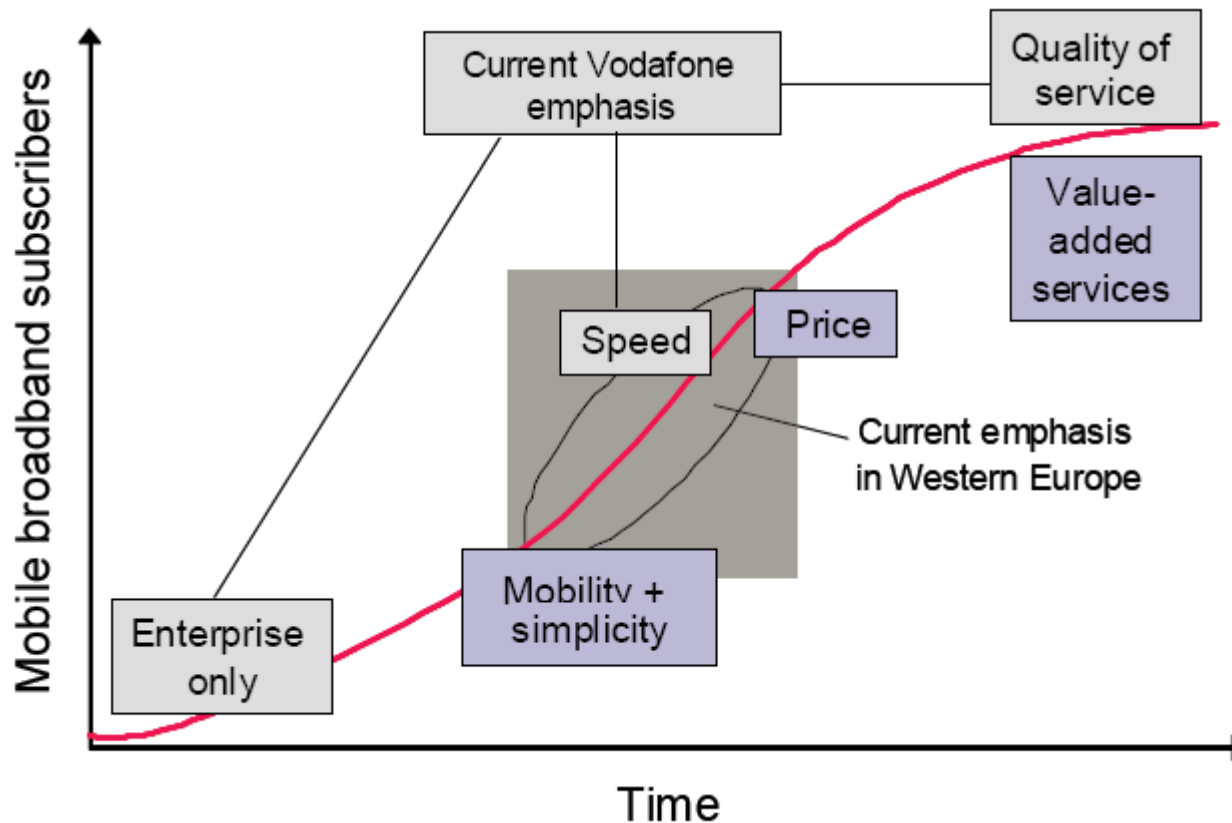 Mobile broadband subscribers
Current Vodafone
emphasis
Quality of
service
Value-
added
services
Speed
Price
Current emphasis
in Western Europe
Mobility +
simplicity
Enterprise
only
Time